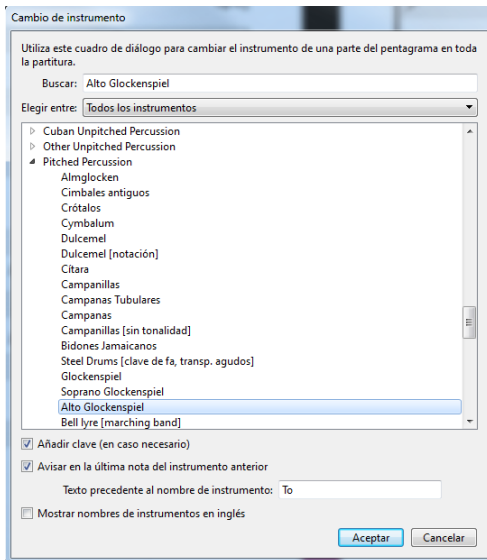 Cambio de instrumento
Utiliza este cuadro de diálogo para cambiar el instrumento de una parte del pentagrama en toda
la partitura.
Buscar: Alto Glockenspiel
Elegir entre: Todos los instrumentos
Cuban Unpitched Percussion
Other Unpitched Percussion
Pitched Percussion
Almglocken
Cimbales antiguos
Crótalos
Cymbalum
Dulcemel
Dulcemel [notación]
Cítara
Campanillas
Campanas Tubulares
Campanas
Campanillas [sin tonalidad]
Bidones Jamaicanos
Steel Drums [clave de fa, transp. agudos]
Glockenspiel
Soprano Glockenspiel
Alto Glockenspiel
Bell lyre [marching band]
Añadir clave (en caso necesario)
Avisar en la última nota del instrumento anterior
Texto precedente al nombre de instrumento: To
Mostrar nombres de instrumentos en inglés
Aceptar Cancelar